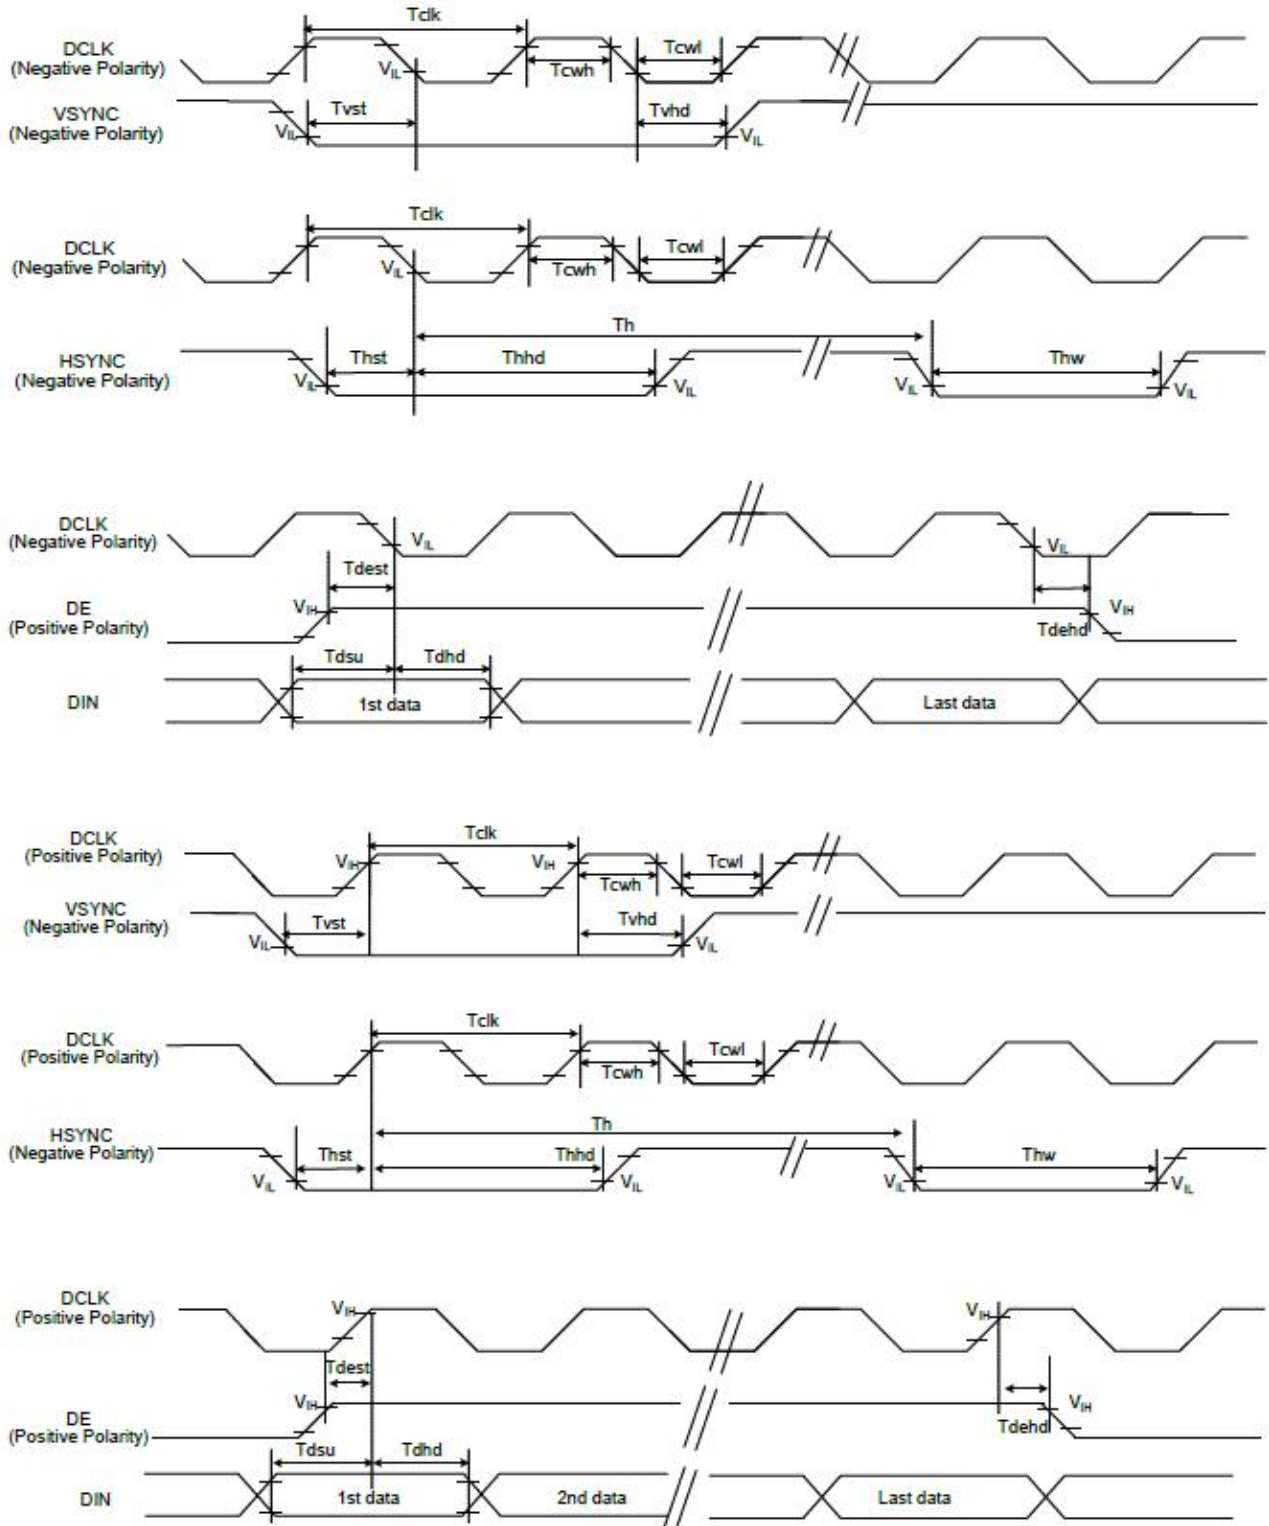 Tclk
DCLK
(Negative Polarity)
Tcwl
VIL
Tcwh
VSYNC
(Negative Polarity)
Tvst
Tvhd
VIL
VIL
Tclk
DCLK
(Negative Polarity)
Tcwl
VIL
Tcwh
Th
HSYNC
(Negative Polarity)
Thst
Thhd
Thw
VIL
VIL
VIL
VIL
DCLK
(Negative Polarity)
VIL
VIL
Tdest
DE
(Positive Polarity)
VIH
VIH
Tdehd
Tdsu
Tdhd
DIN
1st data
Last data
DCLK
(Positive Polarity)
Tclk
VIH
VIH
Tcwl
Tcwh
VSYNC
(Negative Polarity)
Tvst
Tvhd
VIL
VIL
Tclk
DCLK
(Positive Polarity)
Tcwl
Tcwh
Th
HSYNC
(Negative Polarity)
Thst
Thhd
Thw
VIL
VIL
VIL
VIL
DCLK
(Positive Polarity)
VIH
VIH
Tdest
VIH
VIH
DE
(Positive Polarity)
Tdehd
Tdsu
Tdhd
DIN
1st data
2nd data
Last data